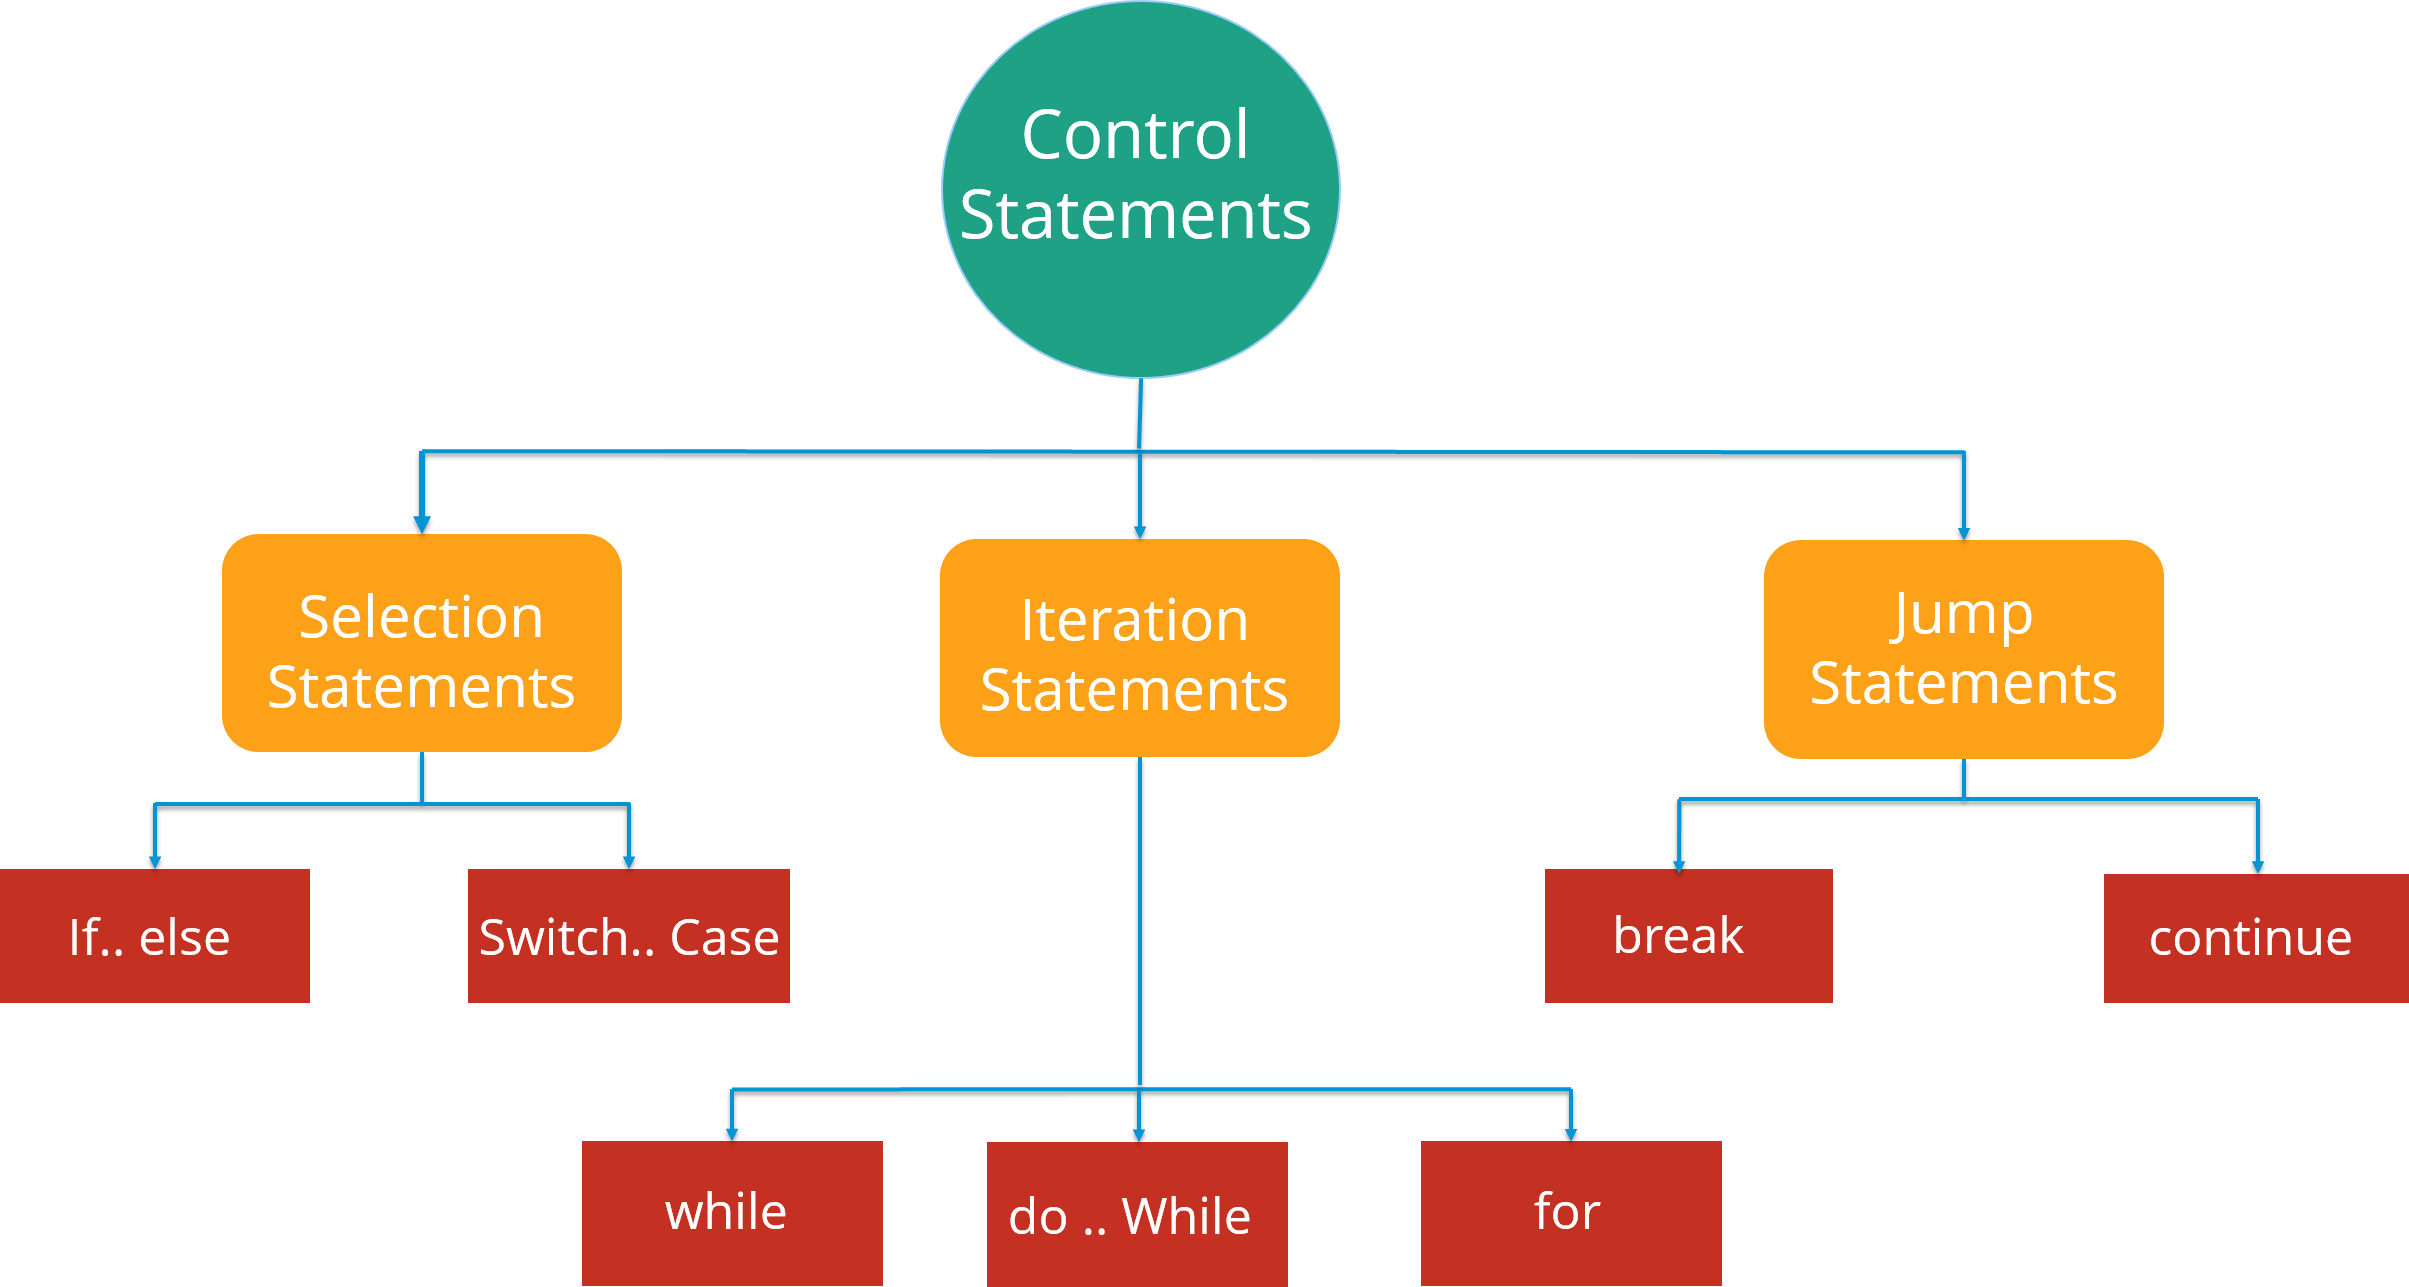 Control
Statements
Selection
Statements
Iteration
Statements
Jump
Statements
If.. else
Switch.. Case
break
continue
while
do .. While
for